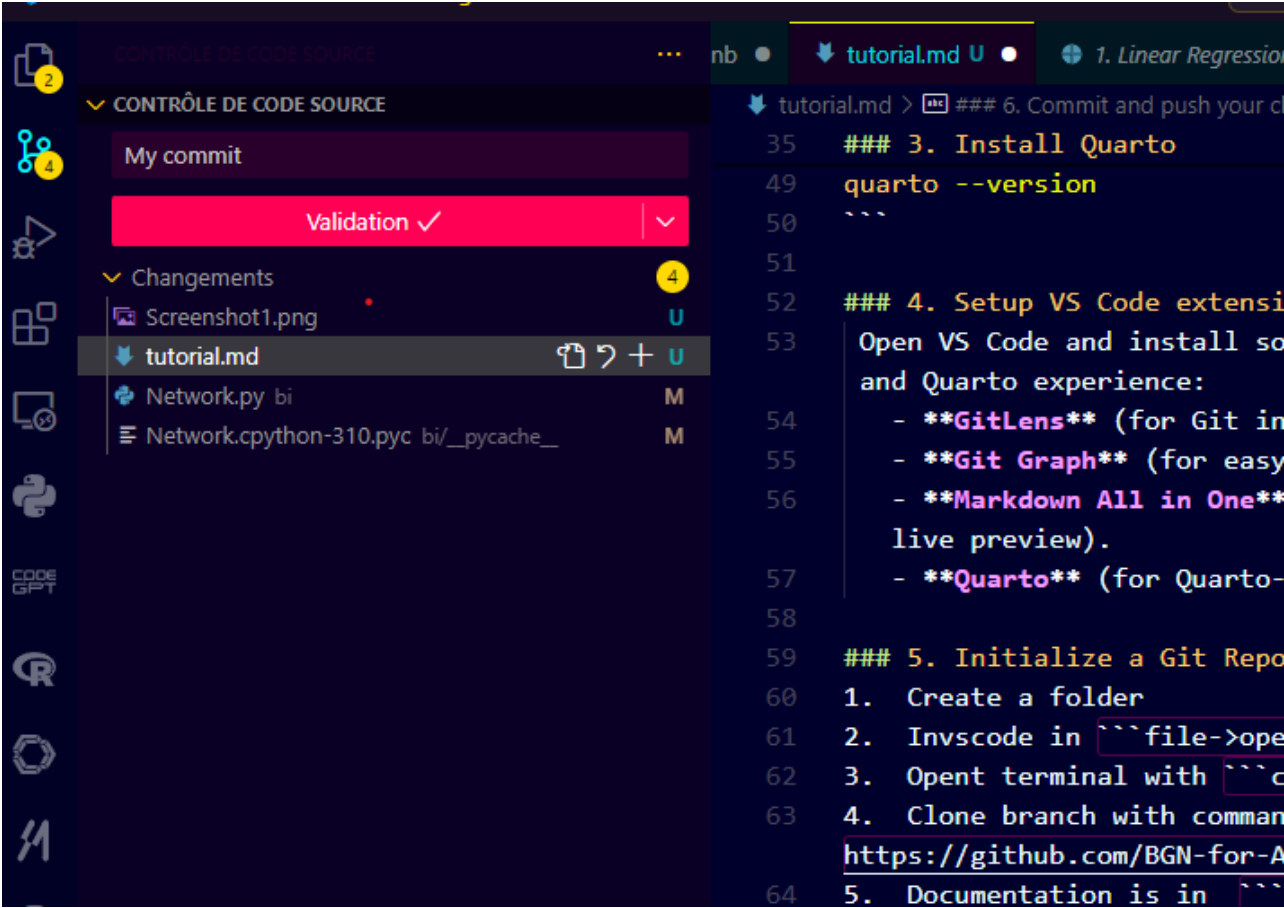 CONTRÔLE DE CODE SOURCE ...
2
CONTRÔLE DE CODE SOURCE
4
My commit
Validation
Changements 4
Screenshot1.png U
tutorial.md U
Network.py bi M
Network.cpython-310.pyc bi/__pycache__ M
CODE
GPT
R
nb
tutorial.md U
1. Linear Regression
tutorial.md > abc ### 6. Commit and push your c
35 ### 3. Install Quarto
49 quarto --version
50 ```
51
52 ### 4. Setup VS Code extensi
53 Open VS Code and install so
and Quarto experience:
54 - **GitLens** (for Git in
55 - **Git Graph** (for easy
56 - **Markdown All in One**
live preview).
57 - **Quarto** (for Quarto-
58
59 ### 5. Initialize a Git Repo
60 1. Create a folder
61 2. Invscode in ```file->ope
62 3. Opent terminal with ```c
63 4. Clone branch with comman
https://github.com/BGN-for-A
64 5. Documentation is in ```